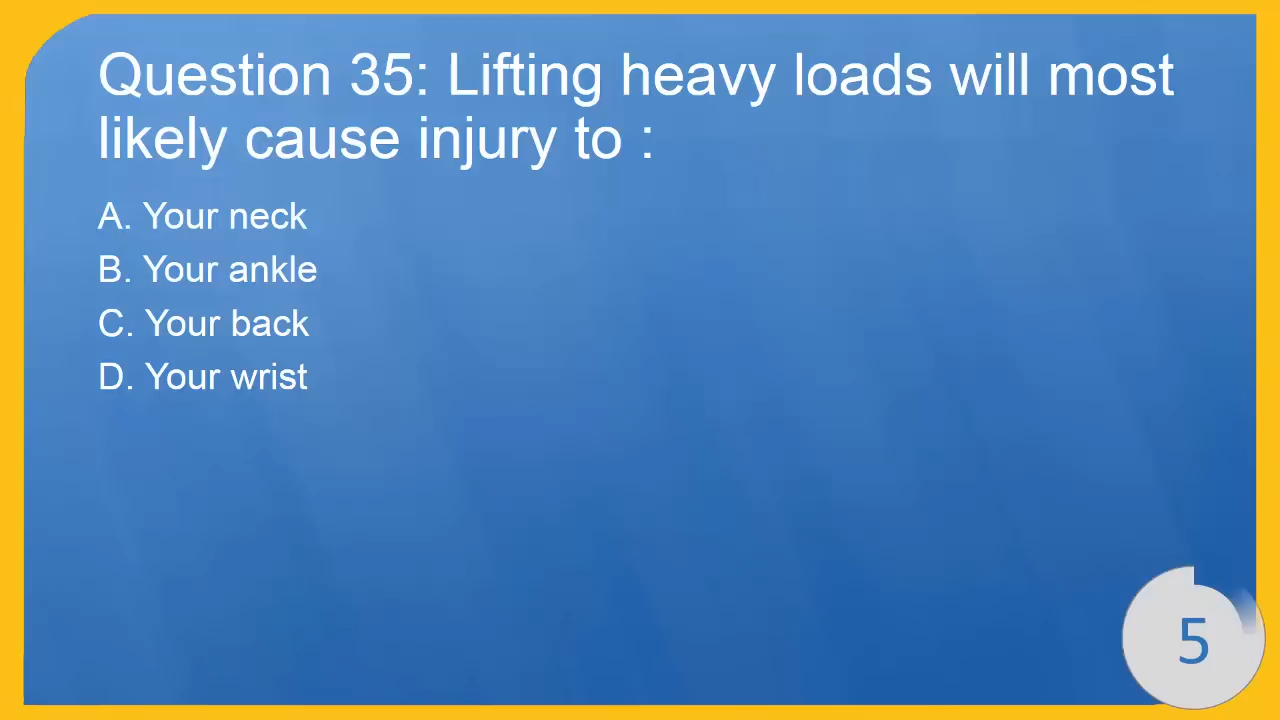 Question 35: Lifting heavy loads will most
likely cause injury to :
A. Your neck
B. Your ankle
C. Your back
D. Your wrist
5